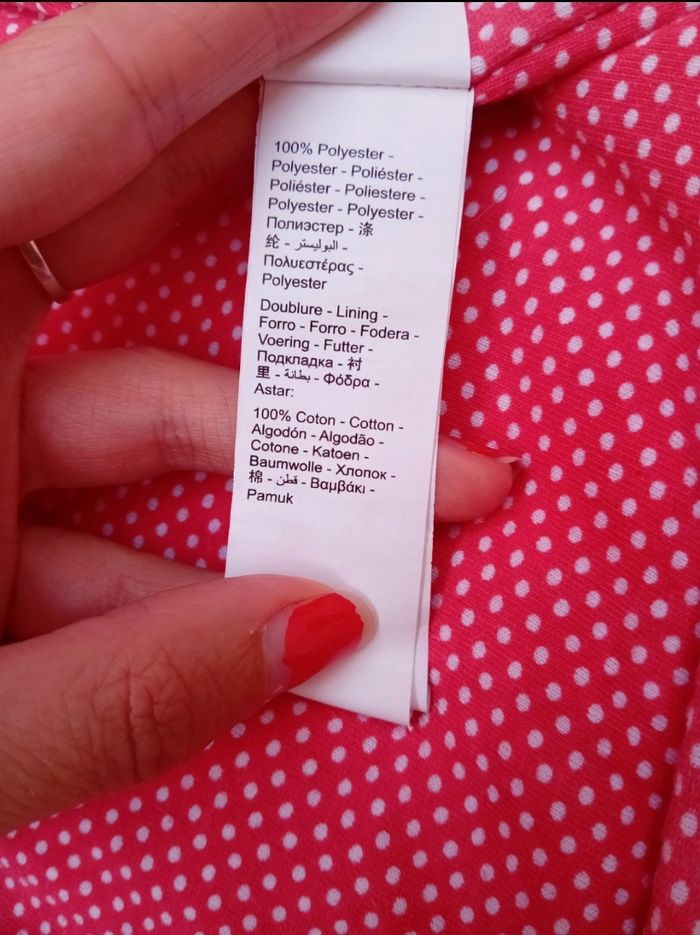 100% Polyester -
Polyester - Poliéster -
Poliéster - Poliestere -
Polyester - Polyester -
Полиэстер - 涤
纶 - البوليستر -
Πολυεστέρας -
Polyester
Doublure - Lining -
Forro - Forro - Fodera -
Voering - Futter -
Подкладка - 衬
里 - بطانة - Φόδρα -
Astar:
100% Coton - Cotton -
Algodón - Algodão -
Cotone - Katoen -
Baumwolle - Хлопок -
棉 - قطن - Βαμβάκι -
Pamuk